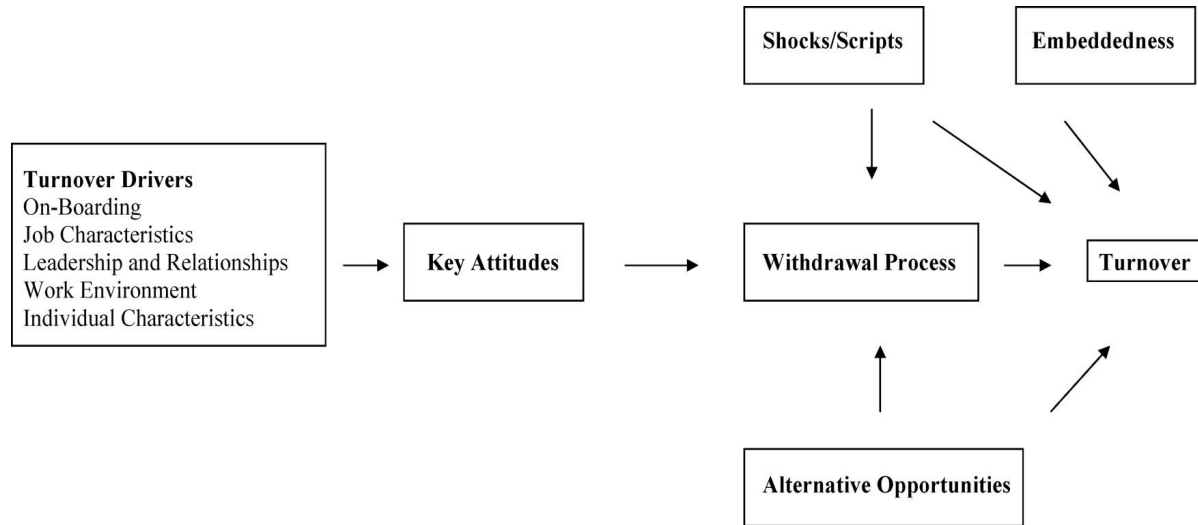 Shocks/Scripts
Embeddedness
Turnover Drivers
On-Boarding
Job Characteristics
Leadership and Relationships
Work Environment
Individual Characteristics
Key Attitudes
Withdrawal Process
Turnover
Alternative Opportunities